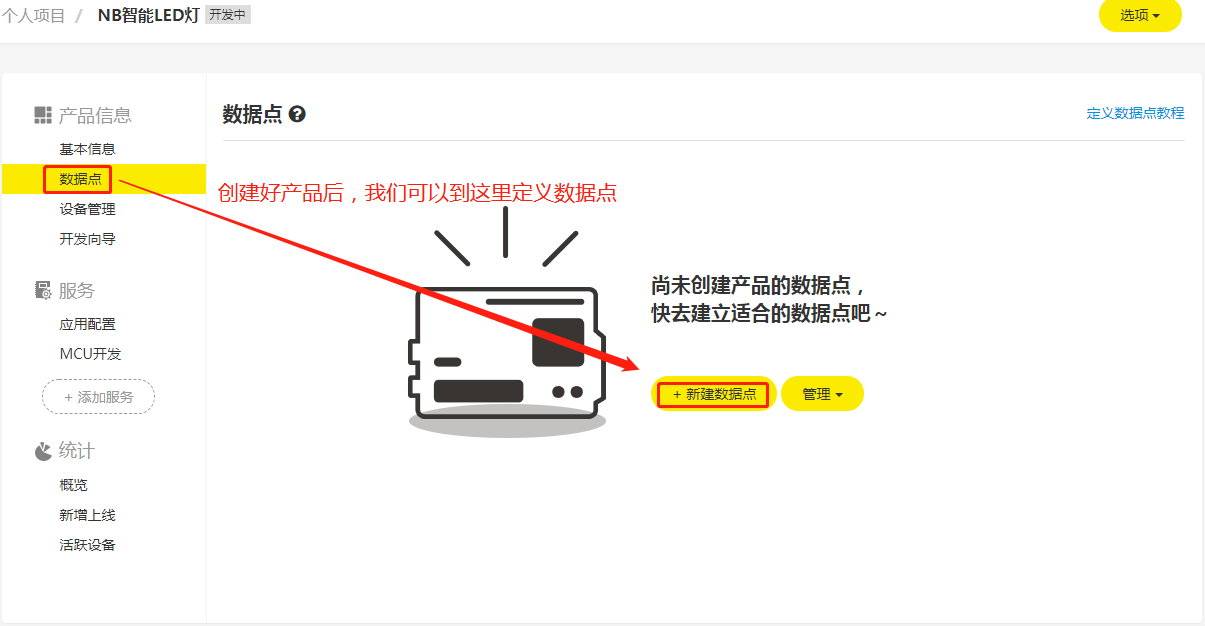 个人项目 / NB智能LED灯 开发中
选项
产品信息
基本信息
数据点
设备管理
开发向导
服务
应用配置
MCU开发
+ 添加服务
统计
概览
新增上线
活跃设备
数据点 ?
定义数据点教程
创建好产品后，我们可以到这里定义数据点
尚未创建产品的数据点，
快去建立适合的数据点吧～
+ 新建数据点
管理